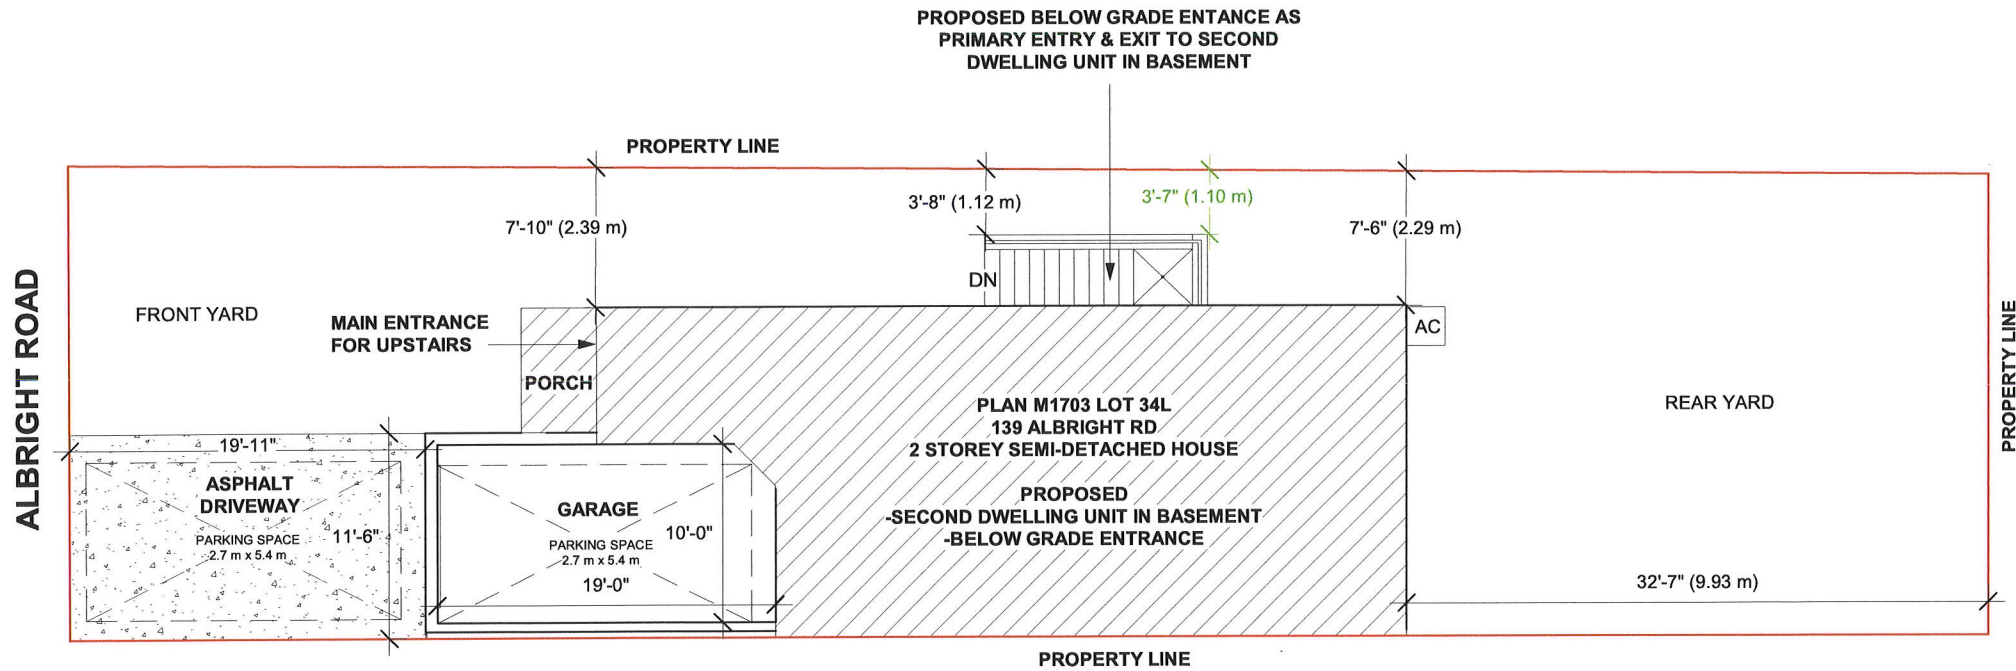 PROPOSED BELOW GRADE ENTANCE AS
PRIMARY ENTRY & EXIT TO SECOND
DWELLING UNIT IN BASEMENT
PROPERTY LINE
3'-8" (1.12 m)
3'-7" (1.10 m)
7'-10" (2.39 m)
7'-6" (2.29 m)
DN
ALBRIGHT ROAD
FRONT YARD
MAIN ENTRANCE
FOR UPSTAIRS
AC
PORCH
PROPERTY LINE
REAR YARD
PLAN M1703 LOT 34L
139 ALBRIGHT RD
2 STOREY SEMI-DETACHED HOUSE
PROPOSED
-SECOND DWELLING UNIT IN BASEMENT
-BELOW GRADE ENTRANCE
19'-11"
ASPHALT
DRIVEWAY
PARKING SPACE
2.7 m x 5.4 m
11'-6"
GARAGE
PARKING SPACE
2.7 m x 5.4 m
10'-0"
19'-0"
32'-7" (9.93 m)
PROPERTY LINE